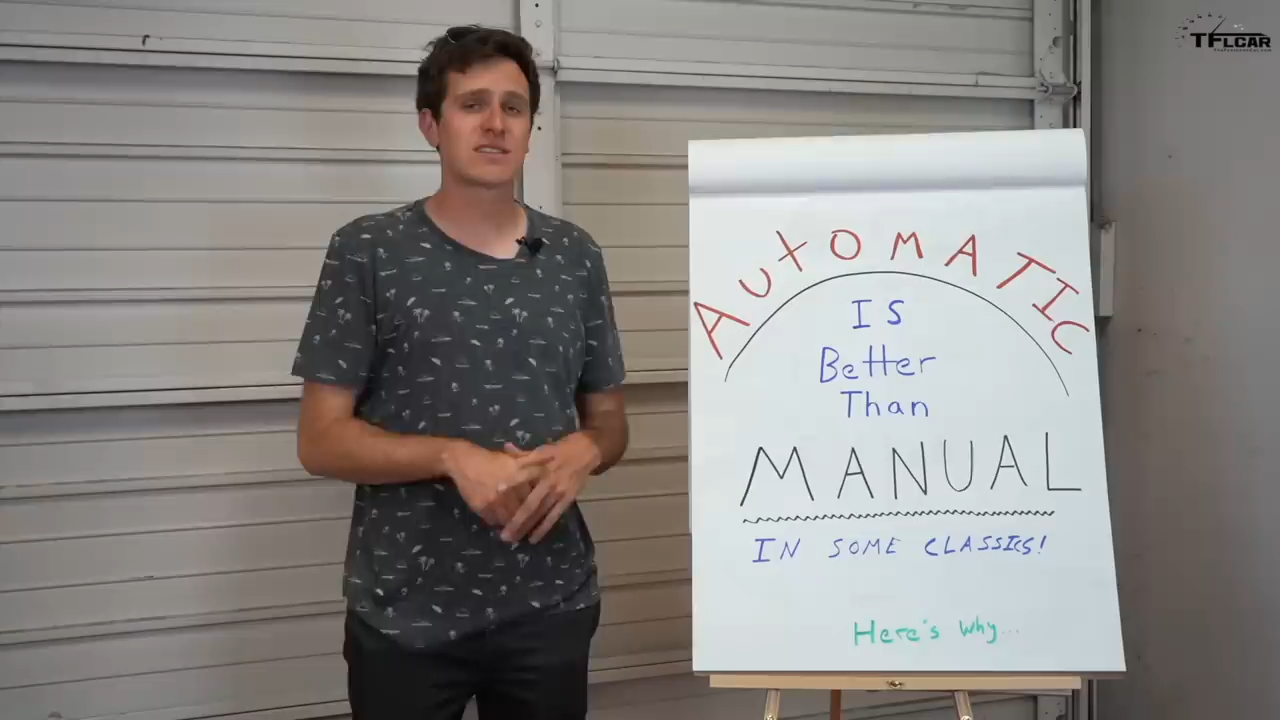 TFLCAR
AUTOMATIC
IS
Better
Than
MANUAL
IN SOME CLASSICS!
Here's why...